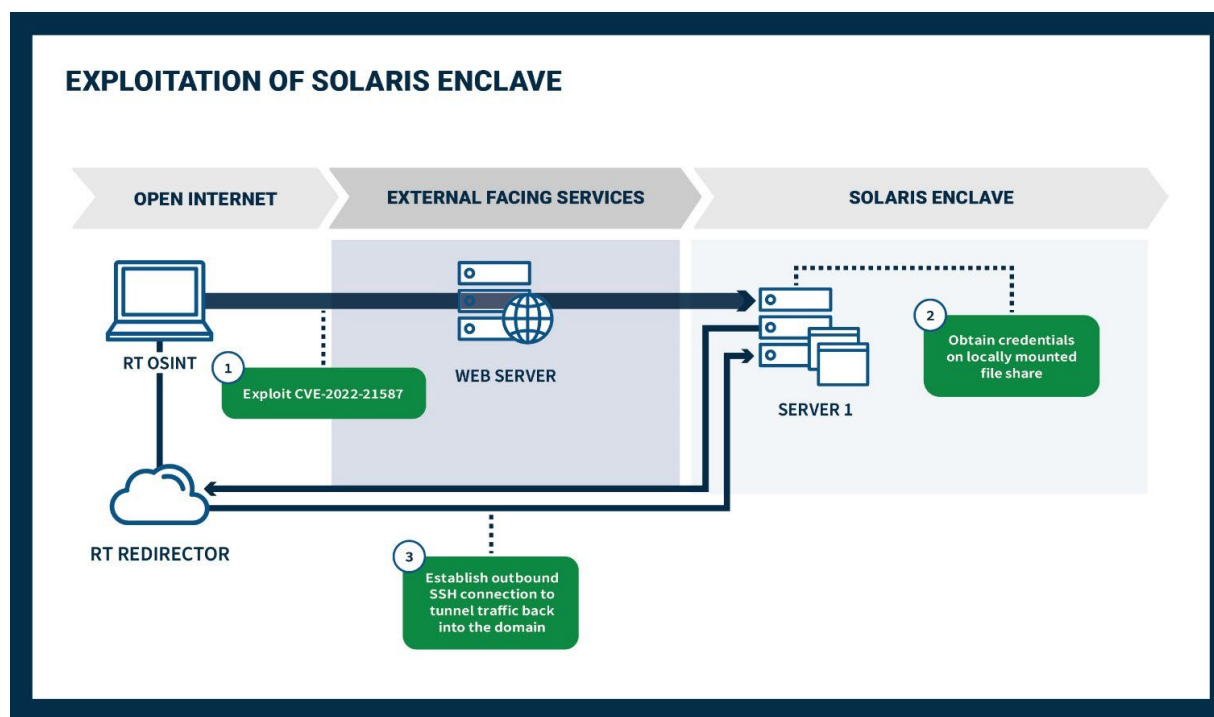 EXPLOITATION OF SOLARIS ENCLAVE
OPEN INTERNET
EXTERNAL FACING SERVICES
SOLARIS ENCLAVE
RT OSINT
1
Exploit CVE-2022-21587
WEB SERVER
SERVER 1
2
Obtain credentials
on locally mounted
file share
RT REDIRECTOR
3
Establish outbound
SSH connection to
tunnel traffic back
into the domain